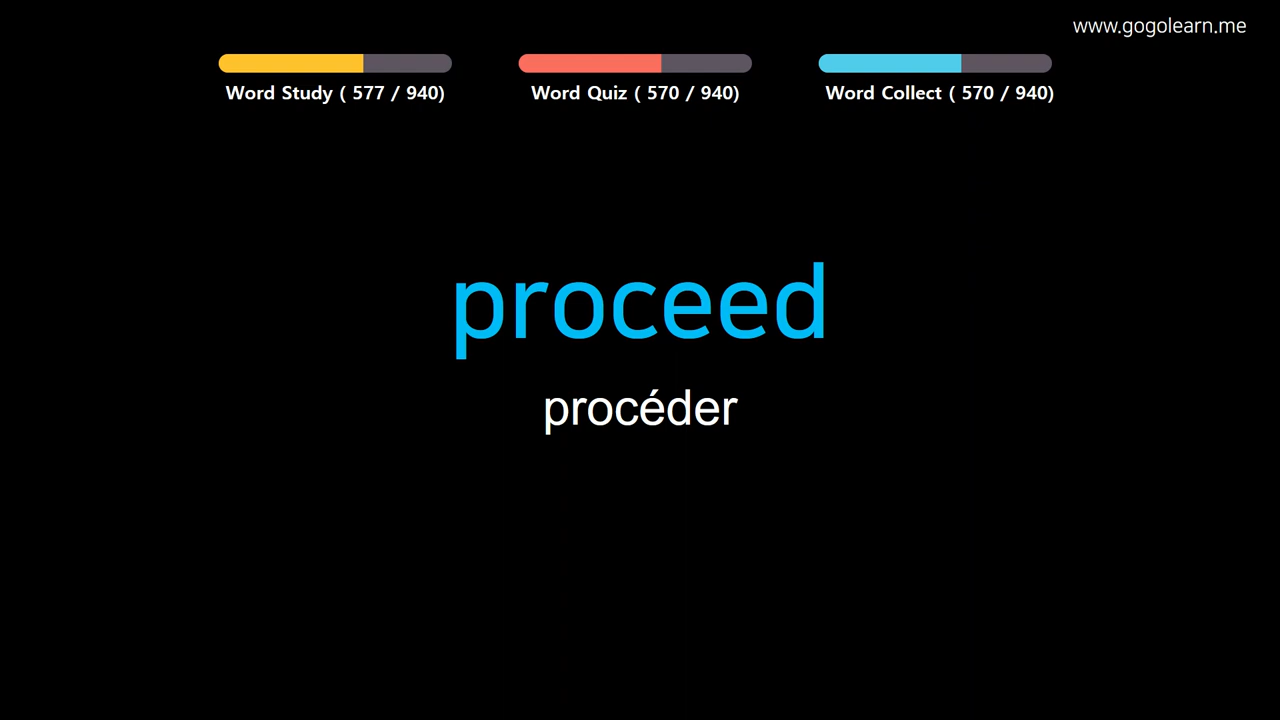 www.gogolearn.me
Word Study ( 577 / 940)
Word Quiz ( 570 / 940)
Word Collect ( 570 / 940)
proceed
procéder